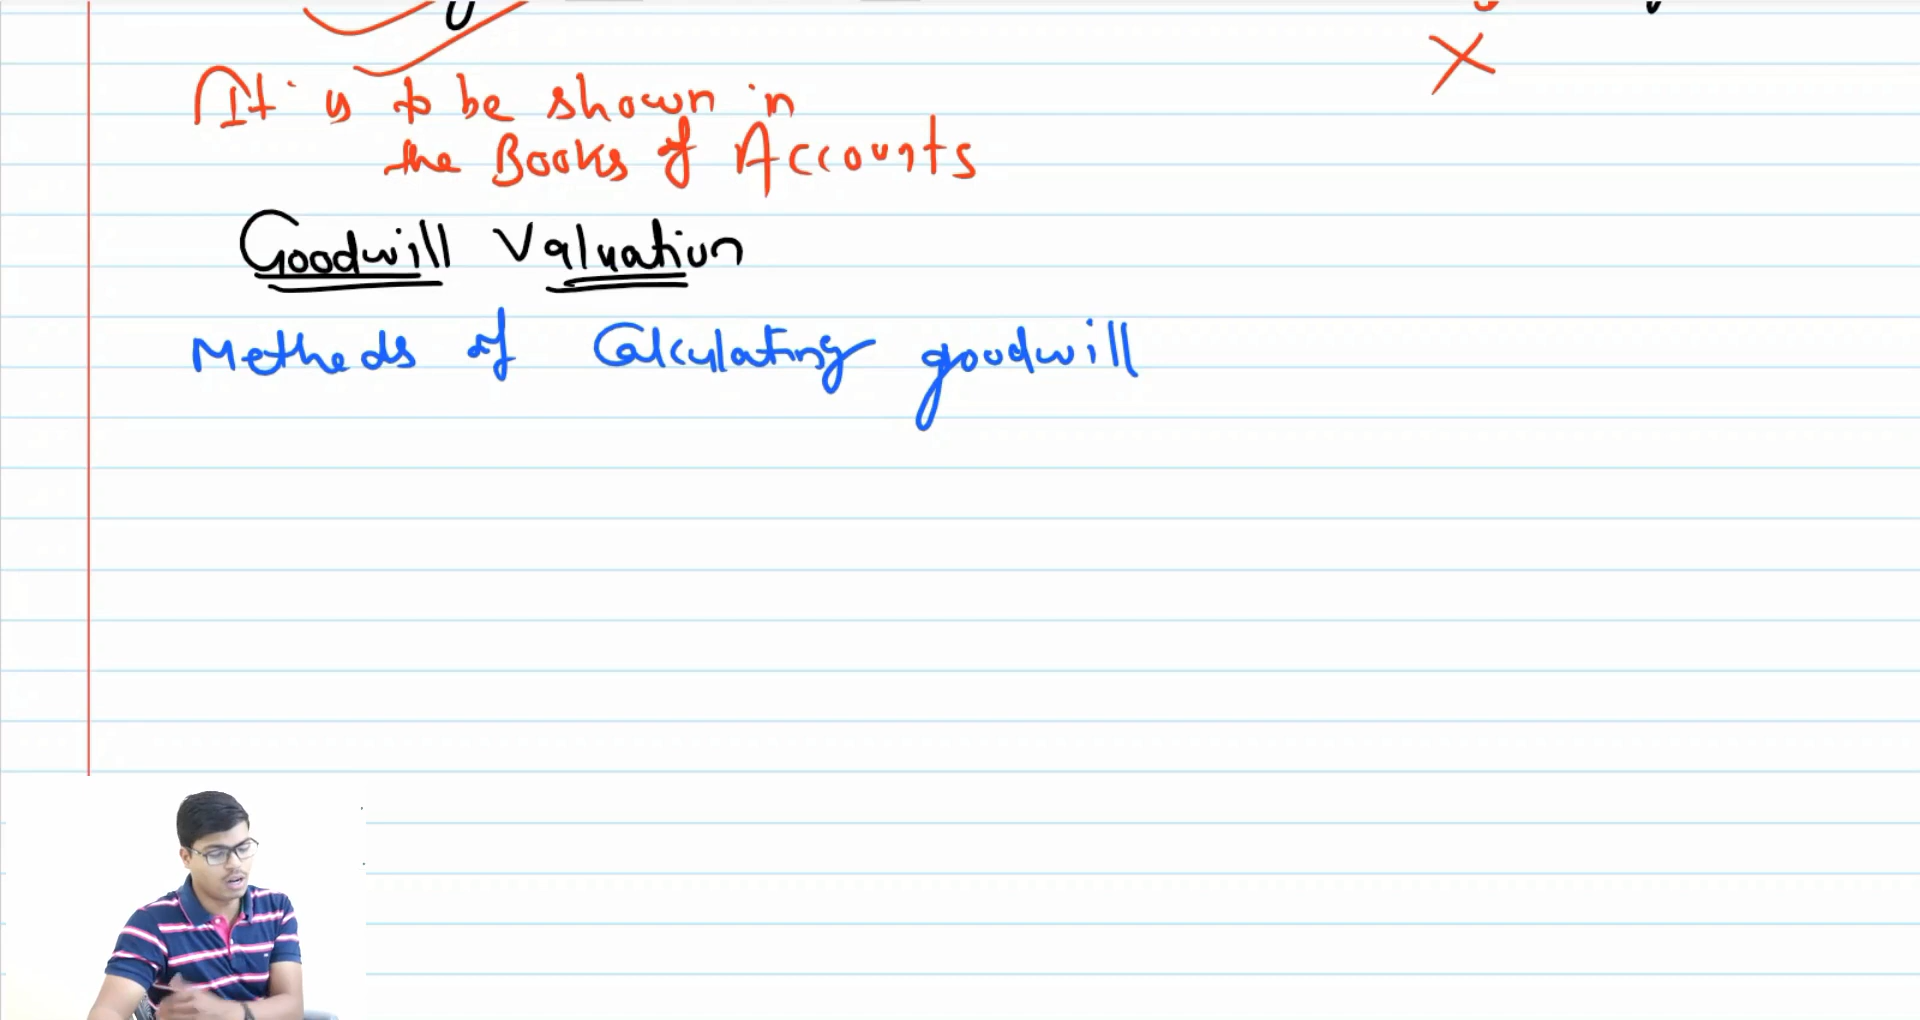 It is to be shown in
the Books of Accounts
Goodwill Valuation
Methods of Calculating goodwill